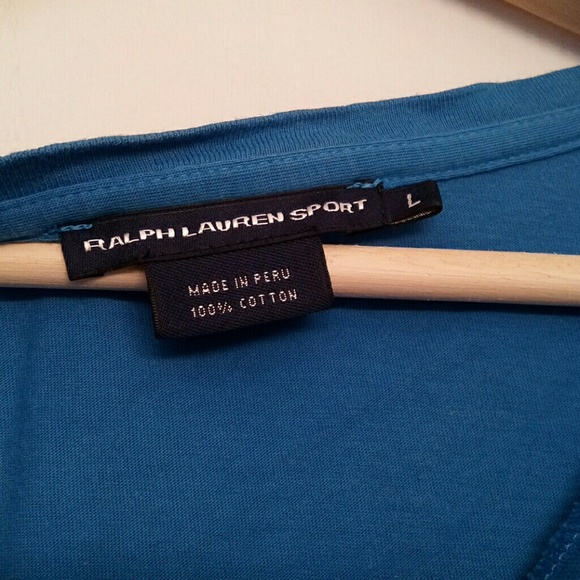 RALPH LAUREN SPORT L
MADE IN PERU
100% COTTON